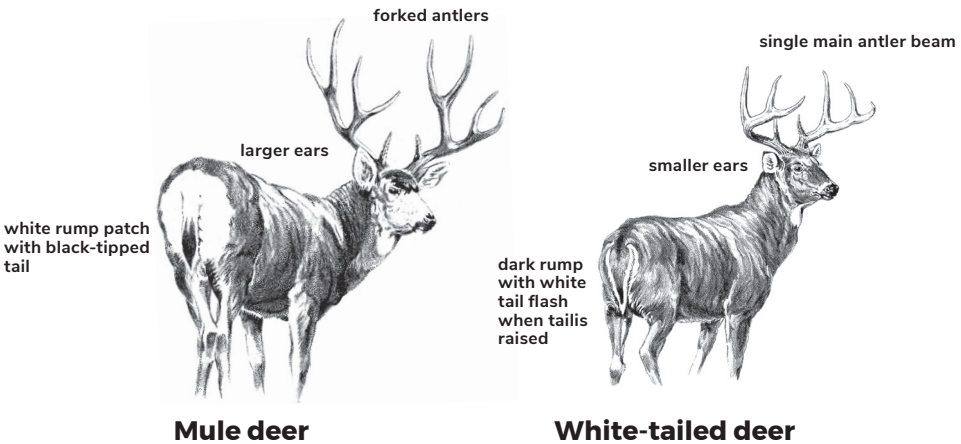 forked antlers
single main antler beam
larger ears
smaller ears
white rump patch
with black-tipped
tail
dark rump
with white
tail flash
when tailis
raised
Mule deer
White-tailed deer